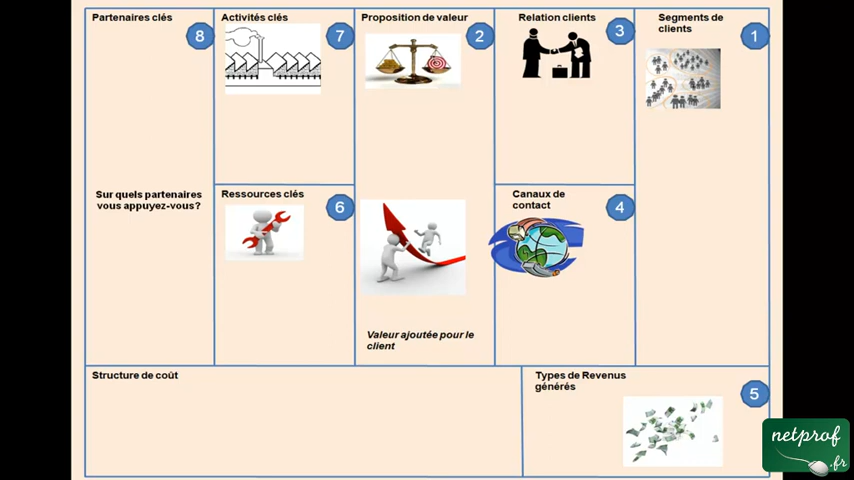 Partenaires clés
8
Sur quels partenaires
vous appuyez-vous?
Activités clés
7
Ressources clés
6
Proposition de valeur
2
Valeur ajoutée pour le
client
Relation clients
3
Canaux de
contact
4
Segments de
clients
1
Structure de coût
Types de Revenus
générés
5
netprof
.fr